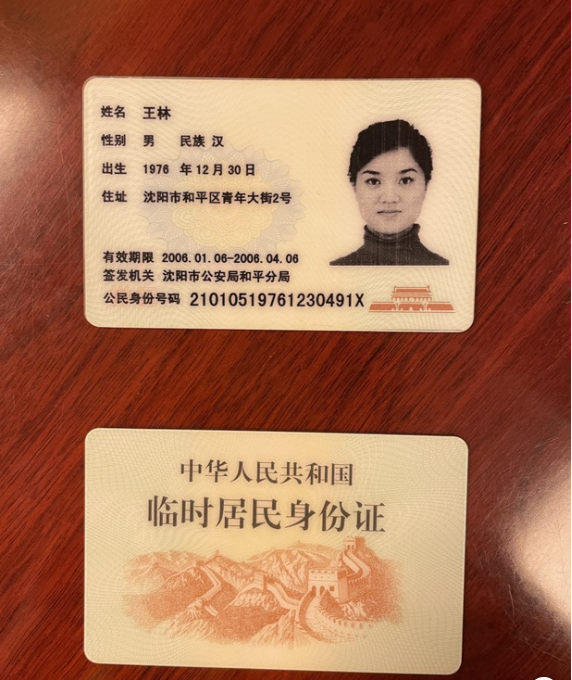 姓名 王林
性别 男 民族 汉
出生 1976 年 12 月 30 日
住址 沈阳市和平区青年大街2号
有效期限 2006.01.06-2006.04.06
签发机关 沈阳市公安局和平分局
公民身份号码 21010519761230491X
中华人民共和国
临时居民身份证